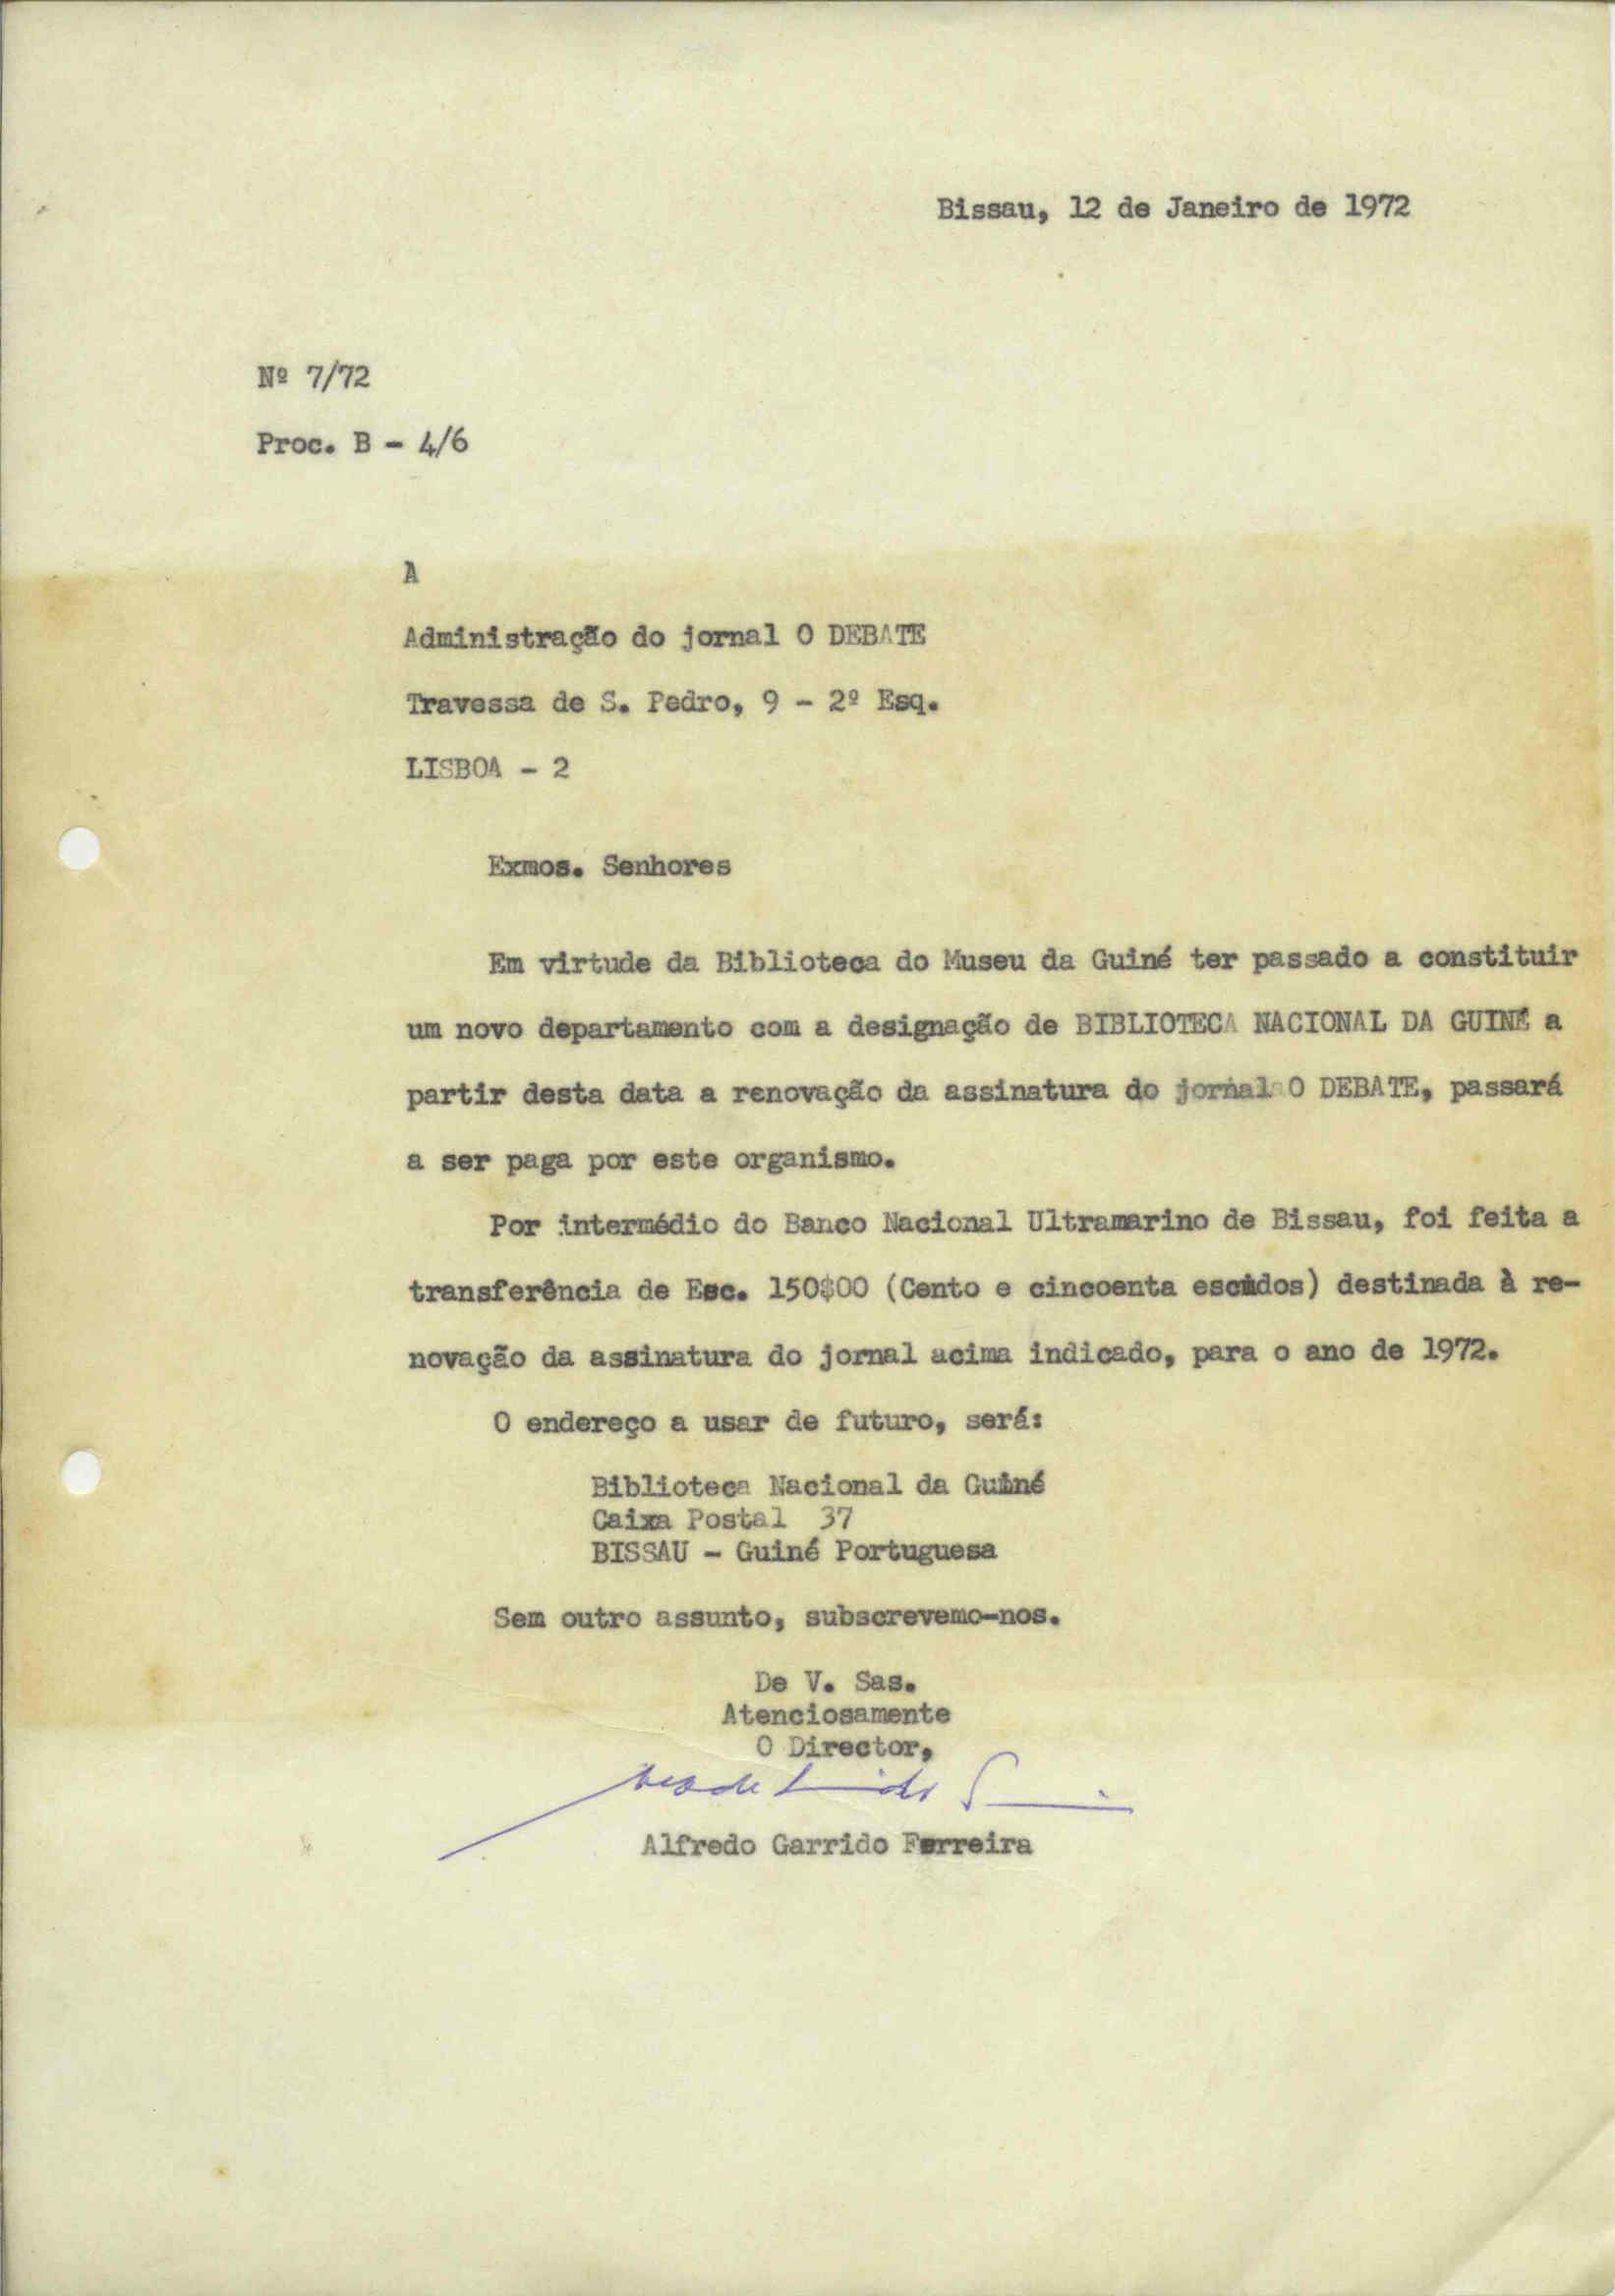 Bissau, 12 de Janeiro de 1972
Nº 7/72
Proc. B - 4/6
A
Administração do jornal O DEBATE
Travessa de S. Pedro, 9 - 2º Esq.
LISBOA - 2
Exmos. Senhores
Em virtude da Biblioteca do Museu da Guiné ter passado a constituir
um novo departamento com a designação de BIBLIOTECA NACIONAL DA GUINÉ a
partir desta data a renovação da assinatura do jornal O DEBATE, passará
a ser paga por este organismo.
Por intermédio do Banco Nacional Ultramarino de Bissau, foi feita a
transferência de Esc. 150$00 (Cento e cincoenta escudos) destinada à re-
novação da assinatura do jornal acima indicado, para o ano de 1972.
O endereço a usar de futuro, será:
Biblioteca Nacional da Guiné
Caixa Postal 37
BISSAU - Guiné Portuguesa
Sem outro assunto, subscrevemo-nos.
De V. Sas.
Atenciosamente
O Director,
Alfredo Garrido Ferreira